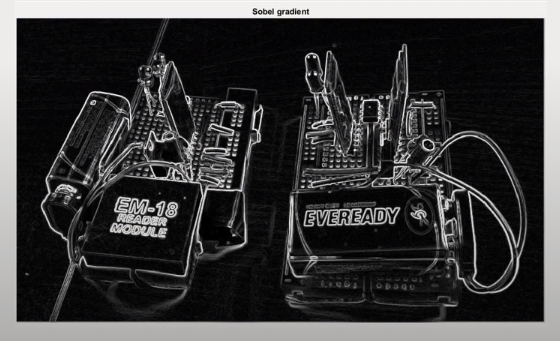 Sobel gradient
EM-18
READER
MODULE
EVEREADY